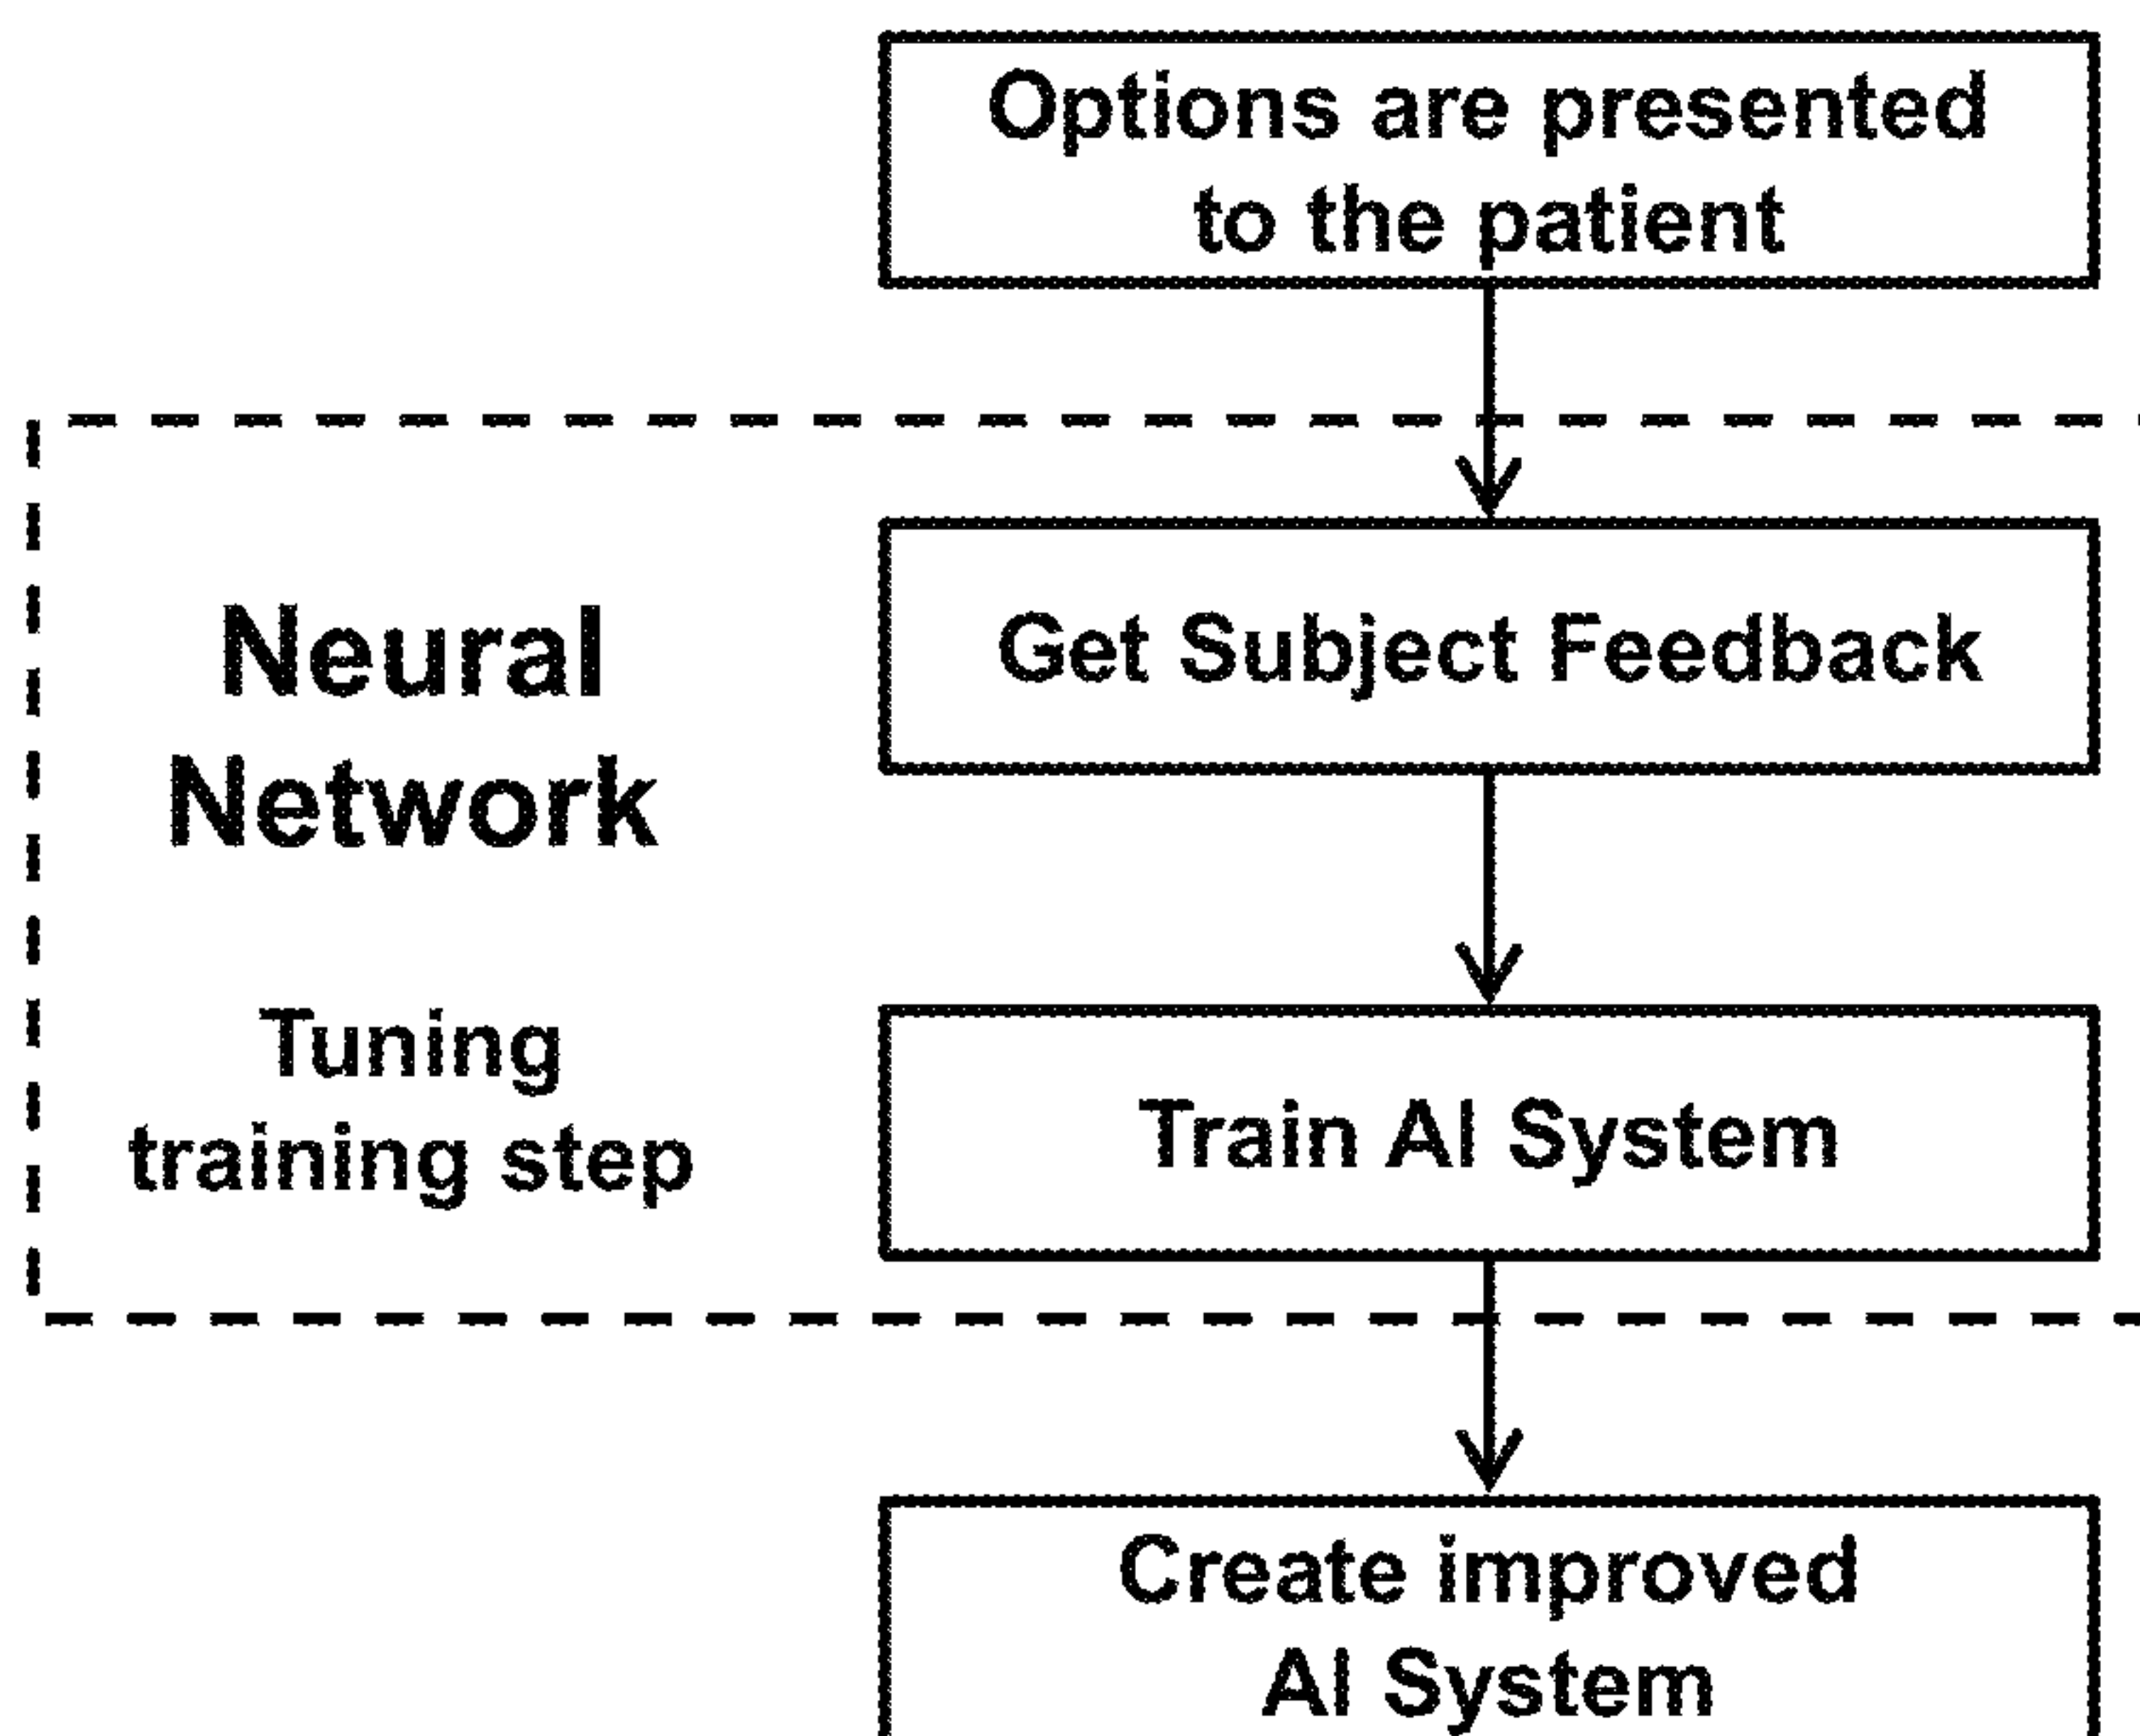 Options are presented
to the patient
Neural
Network
Tuning
training step
Get Subject Feedback
Train AI System
Create improved
AI System